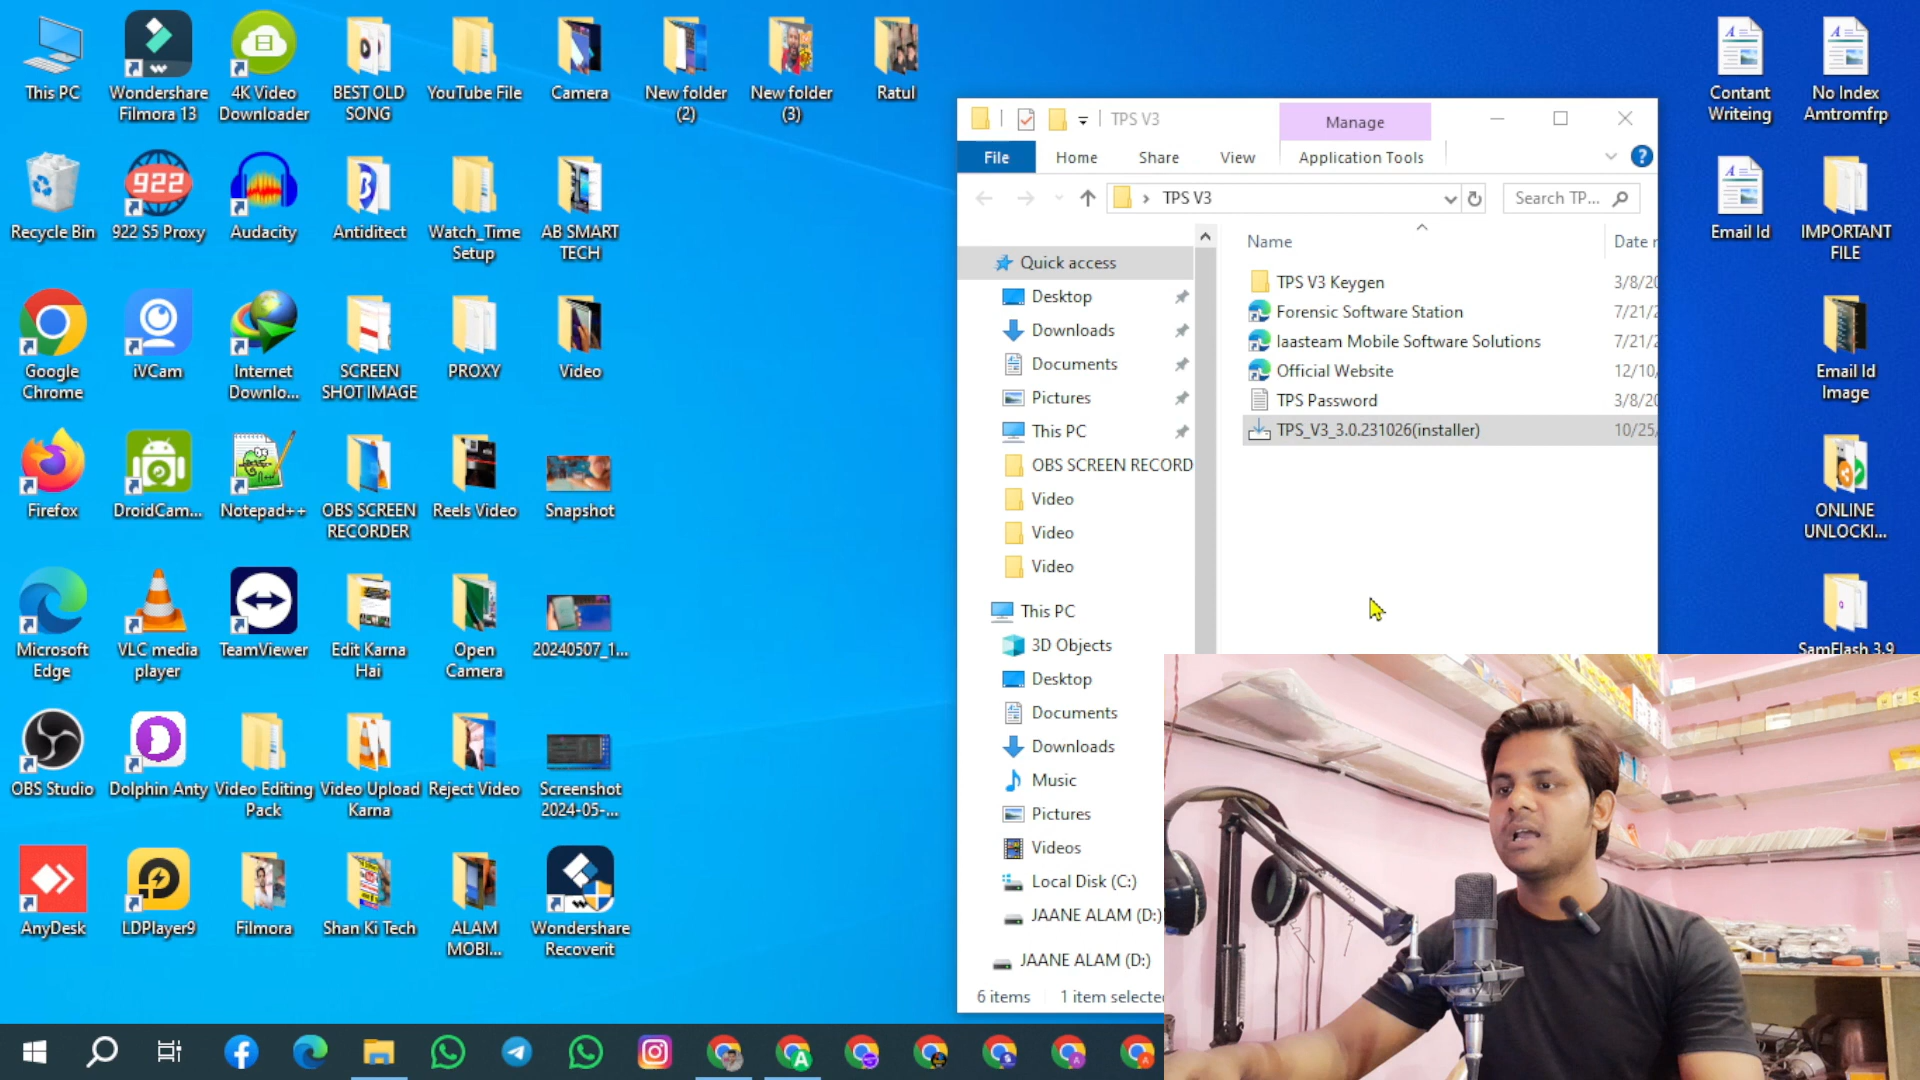 This PC
Wondershare
Filmora 13
4K Video
Downloader
BEST OLD
SONG
YouTube File
Camera
New folder
(2)
New folder
(3)
Ratul
Recycle Bin
922
922 S5 Proxy
Audacity
Antiditect
Watch_Time
Setup
AB SMART
TECH
Google
Chrome
iVCam
Internet
Downlo...
SCREEN
SHOT IMAGE
PROXY
Video
Firefox
DroidCam...
Notepad++
OBS SCREEN
RECORDER
Reels Video
Snapshot
Microsoft
Edge
VLC media
player
TeamViewer
Edit Karna
Hai
Open
Camera
20240507_1...
OBS Studio
Dolphin Anty
Video Editing
Pack
Video Upload
Karna
Reject Video
Screenshot
2024-05-...
AnyDesk
LDPlayer9
Filmora
Shan Ki Tech
ALAM
MOBI...
Wondershare
Recoverit
TPS V3
Manage
File
Home
Share
View
Application Tools
TPS V3
Search TP...
Quick access
Desktop
Downloads
Documents
Pictures
This PC
OBS SCREEN RECORD
Video
Video
Video
This PC
3D Objects
Desktop
Documents
Downloads
Music
Pictures
Videos
Local Disk (C:)
JAANE ALAM (D:)
JAANE ALAM (D:)
Name
Date
TPS V3 Keygen
3/8/20
Forensic Software Station
7/21/2
laasteam Mobile Software Solutions
7/21/2
Official Website
12/10/
TPS Password
3/8/20
TPS_V3_3.0.231026(installer)
10/25/
6 items
1 item selected
Contant
Writeing
No Index
Amtromfrp
Email Id
IMPORTANT
FILE
Email Id
Image
ONLINE
UNLOCKI...
SamFlash 3.9